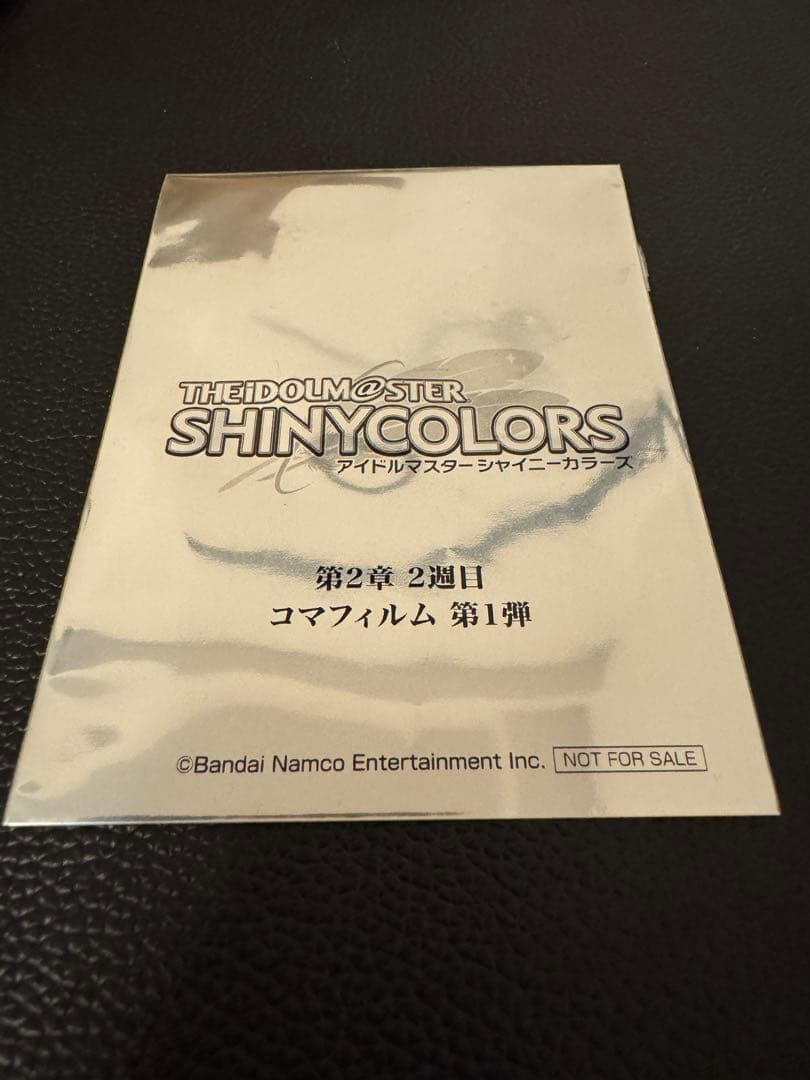 THE iDOLM@STER
SHINYCOLORS
アイドルマスター シャイニーカラーズ
第2章 2週目
コマフィルム 第1弾
©Bandai Namco Entertainment Inc. NOT FOR SALE